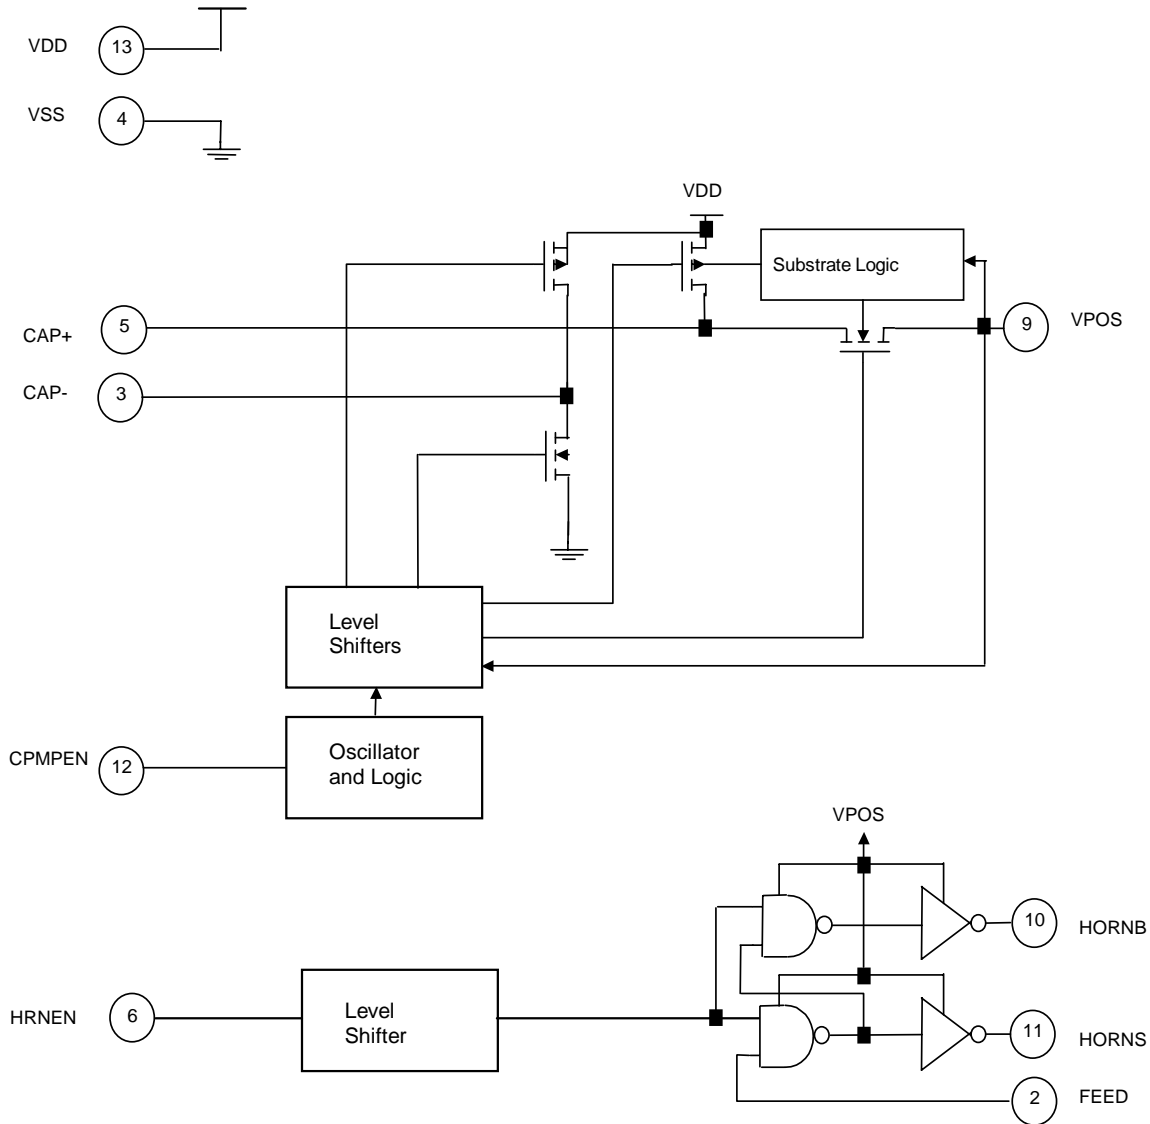 VDD 13
VSS 4
VDD
Substrate Logic
CAP+ 5
9 VPOS
CAP- 3
Level
Shifters
CPMPEN 12
Oscillator
and Logic
VPOS
10 HORNB
HRNEN 6
Level
Shifter
11 HORNS
2 FEED